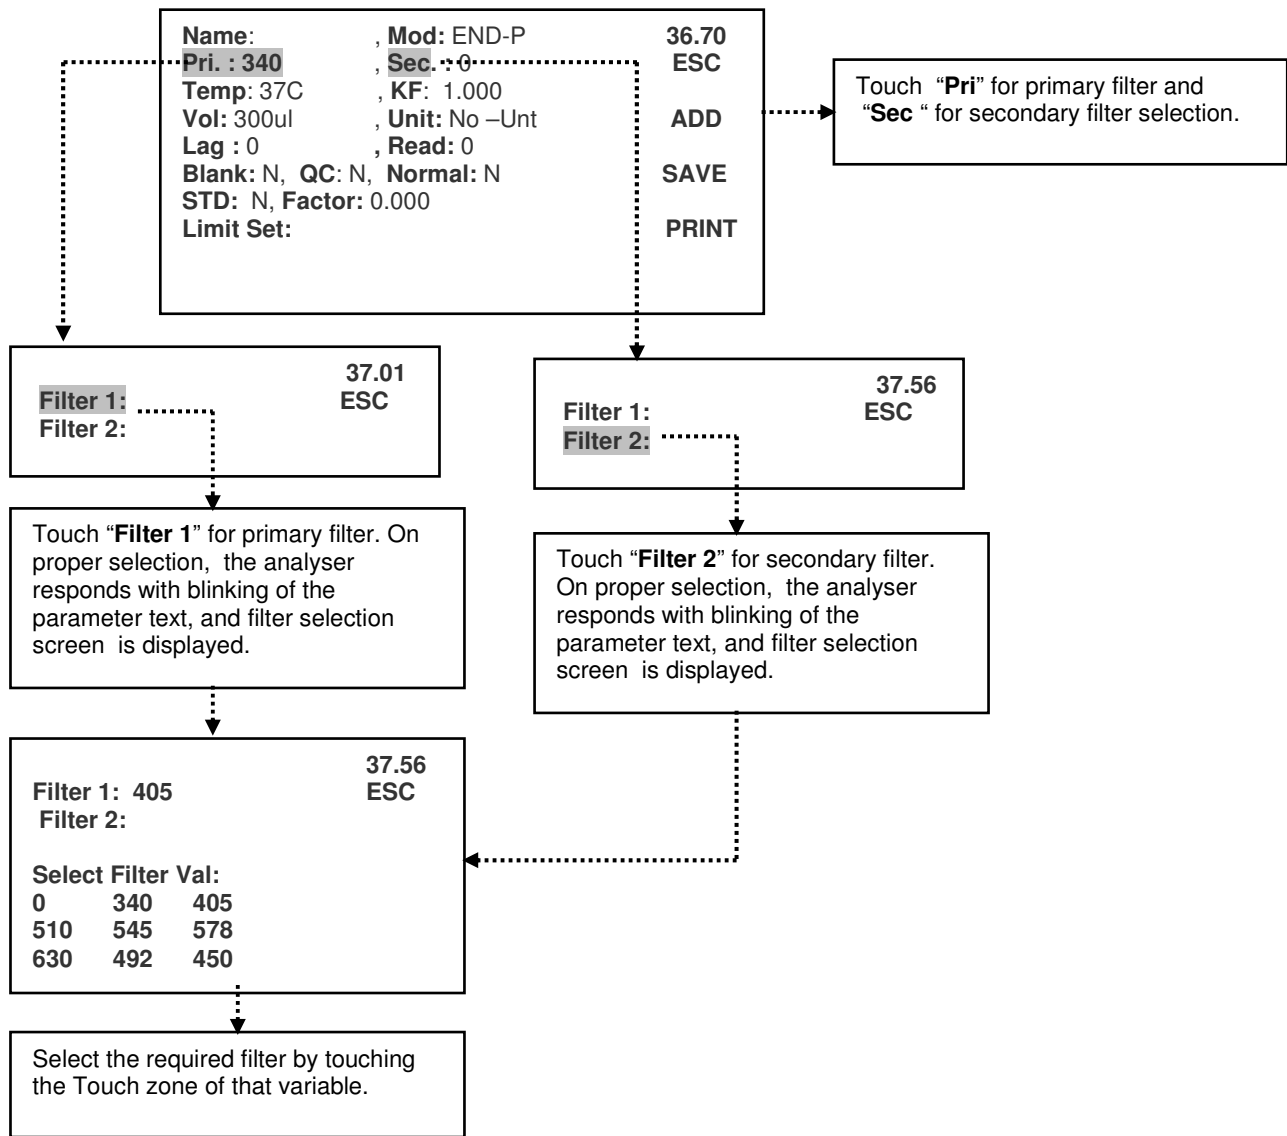 Name: , Mod: END-P 36.70
Pri. : 340 , Sec. : 0 ESC
Temp: 37C , KF: 1.000
Vol: 300ul , Unit: No –Unt ADD
Lag : 0 , Read: 0
Blank: N, QC: N, Normal: N SAVE
STD: N, Factor: 0.000
Limit Set: PRINT
Touch “Pri” for primary filter and
“Sec “ for secondary filter selection.
37.01
Filter 1: ESC
Filter 2:
37.56
Filter 1: ESC
Filter 2:
Touch “Filter 1” for primary filter. On
proper selection, the analyser
responds with blinking of the
parameter text, and filter selection
screen is displayed.
Touch “Filter 2” for secondary filter.
On proper selection, the analyser
responds with blinking of the
parameter text, and filter selection
screen is displayed.
37.56
Filter 1: 405 ESC
Filter 2:
Select Filter Val:
0 340 405
510 545 578
630 492 450
Select the required filter by touching
the Touch zone of that variable.